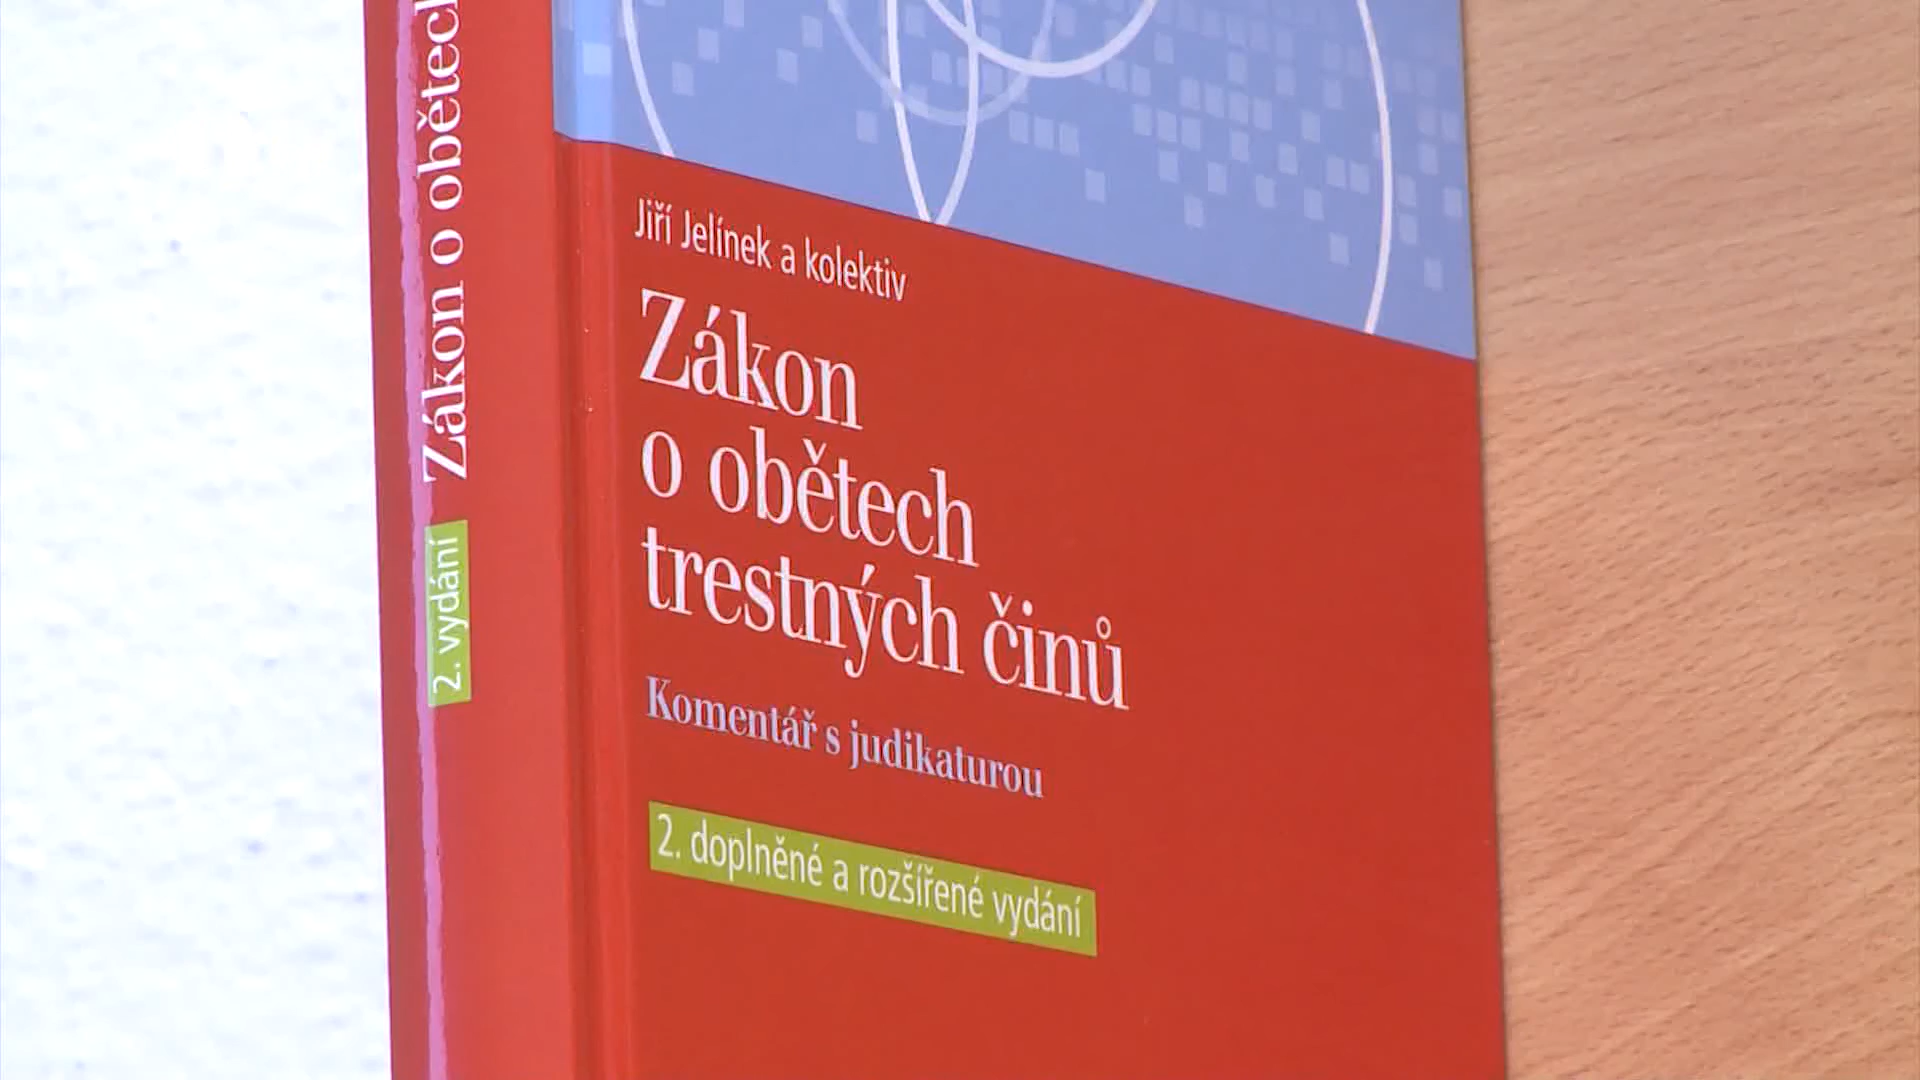 Zákon o obětech
2. vydání
Jiří Jelínek a kolektiv
Zákon
o obětech
trestných činů
Komentář s judikaturou
2. doplněné a rozšířené vydání